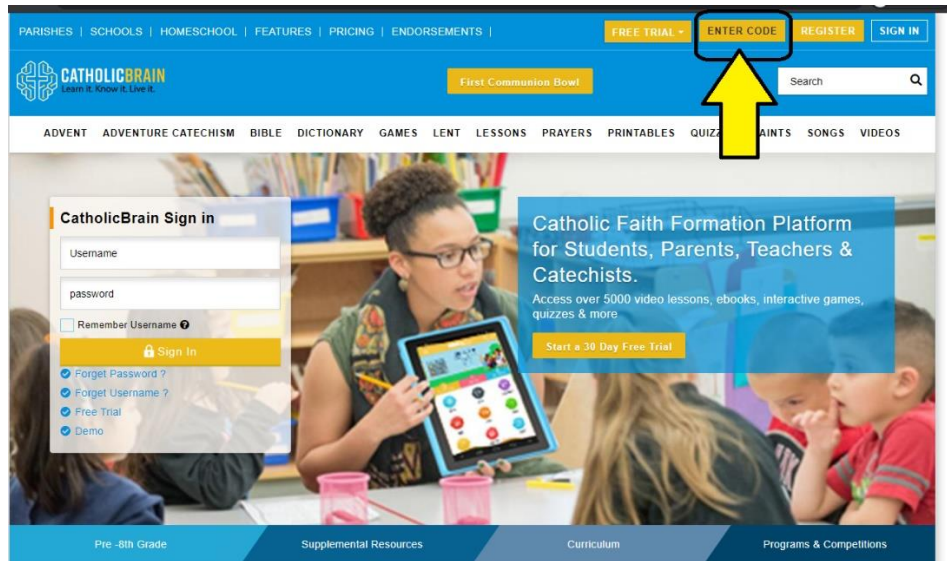 PARISHES | SCHOOLS | HOMESCHOOL | FEATURES | PRICING | ENDORSEMENTS |
FREE TRIAL
ENTER CODE
REGISTER
SIGN IN
CATHOLICBRAIN
Learn it. Know it. Live it.
First Communion Bowl
Search
ADVENT ADVENTURE CATECHISM BIBLE DICTIONARY GAMES LENT LESSONS PRAYERS PRINTABLES SONGS VIDEOS
CatholicBrain Sign in
Username
password
Remember Username
Sign In
Forget Password ?
Forget Username ?
Free Trial
Demo
Catholic Faith Formation Platform
for Students, Parents, Teachers &
Catechists.
Access over 5000 video lessons, ebooks, interactive games,
quizzes & more
Start a 30 Day Free Trial
Pre -8th Grade
Supplemental Resources
Curriculum
Programs & Competitions